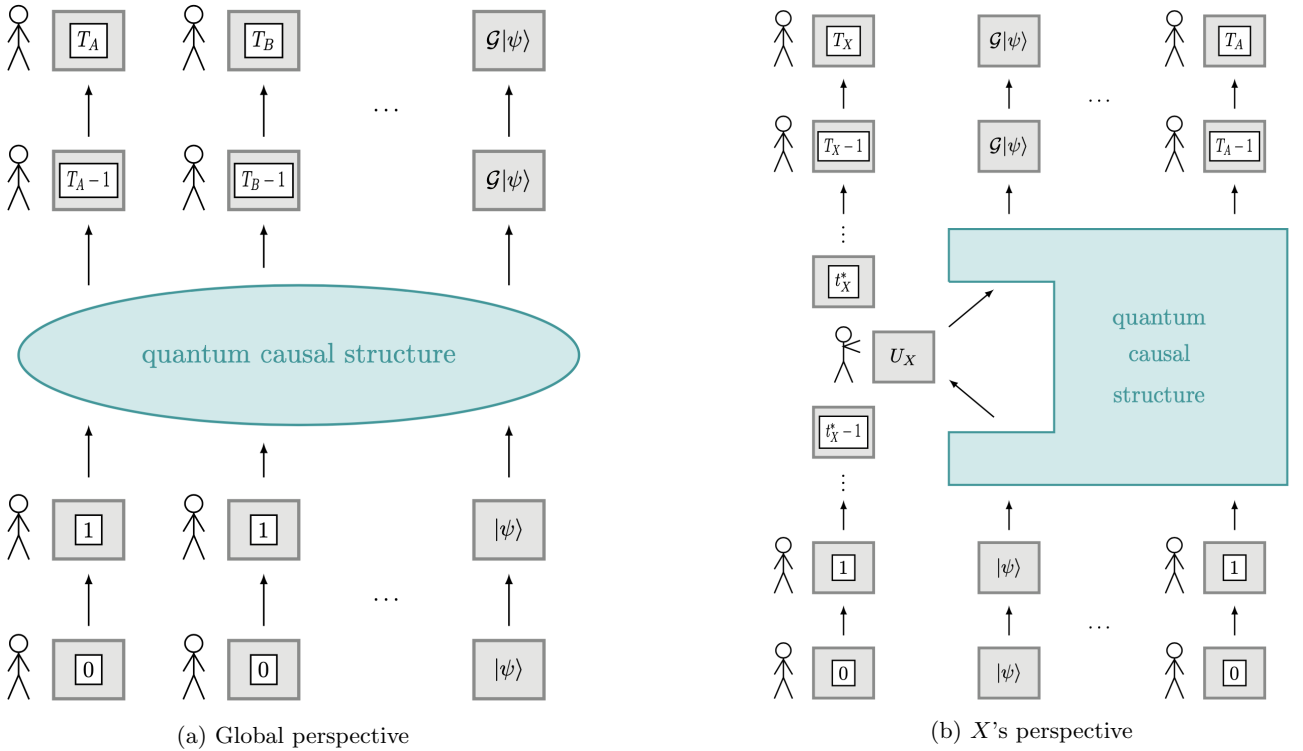 T_A T_B 𝒢|ψ⟩
...
T_A − 1 T_B − 1 𝒢|ψ⟩
quantum causal structure
1 1 |ψ⟩
...
0 0 |ψ⟩
(a) Global perspective
T_X 𝒢|ψ⟩ T_A
...
T_X − 1 𝒢|ψ⟩ T_A − 1
⋮
t*_X
U_X
t*_X − 1
⋮
quantum
causal
structure
1 |ψ⟩ 1
...
0 |ψ⟩ 0
(b) X's perspective